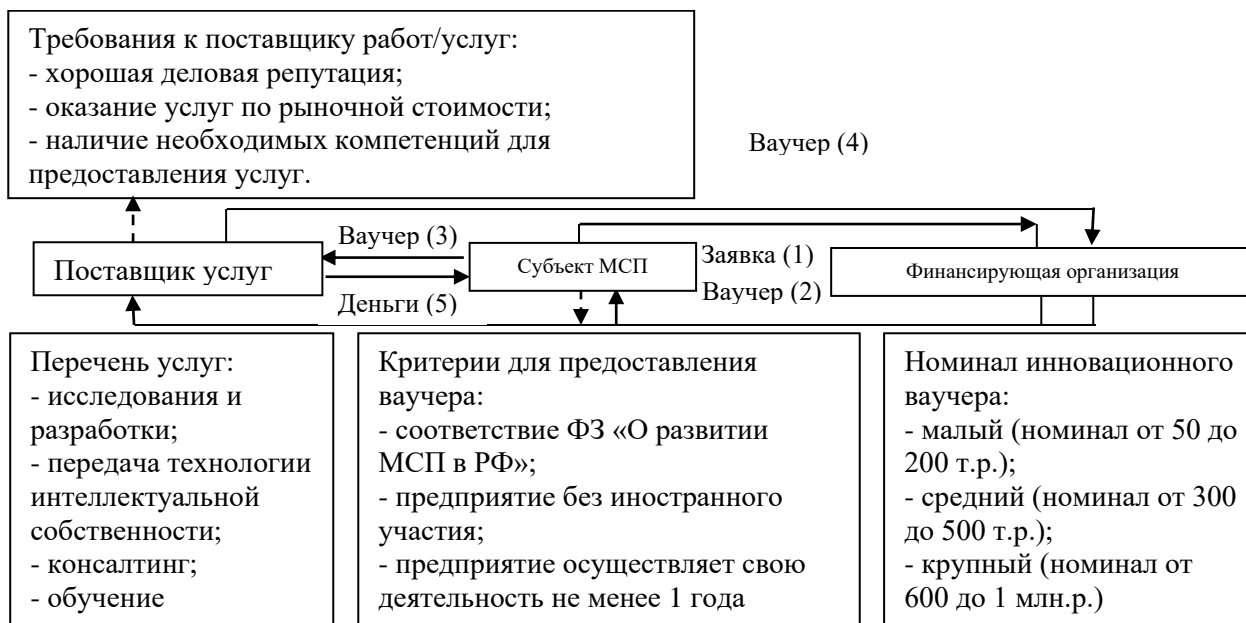 Требования к поставщику работ/услуг:
- хорошая деловая репутация;
- оказание услуг по рыночной стоимости;
- наличие необходимых компетенций для
предоставления услуг.
Ваучер (4)
Поставщик услуг
Ваучер (3)
Деньги (5)
Субъект МСП
Заявка (1)
Ваучер (2)
Финансирующая организация
Перечень услуг:
- исследования и
разработки;
- передача технологии
интеллектуальной
собственности;
- консалтинг;
- обучение
Критерии для предоставления
ваучера:
- соответствие ФЗ «О развитии
МСП в РФ»;
- предприятие без иностранного
участия;
- предприятие осуществляет свою
деятельность не менее 1 года
Номинал инновационного
ваучера:
- малый (номинал от 50 до
200 т.р.);
- средний (номинал от 300
до 500 т.р.);
- крупный (номинал от
600 до 1 млн.р.)